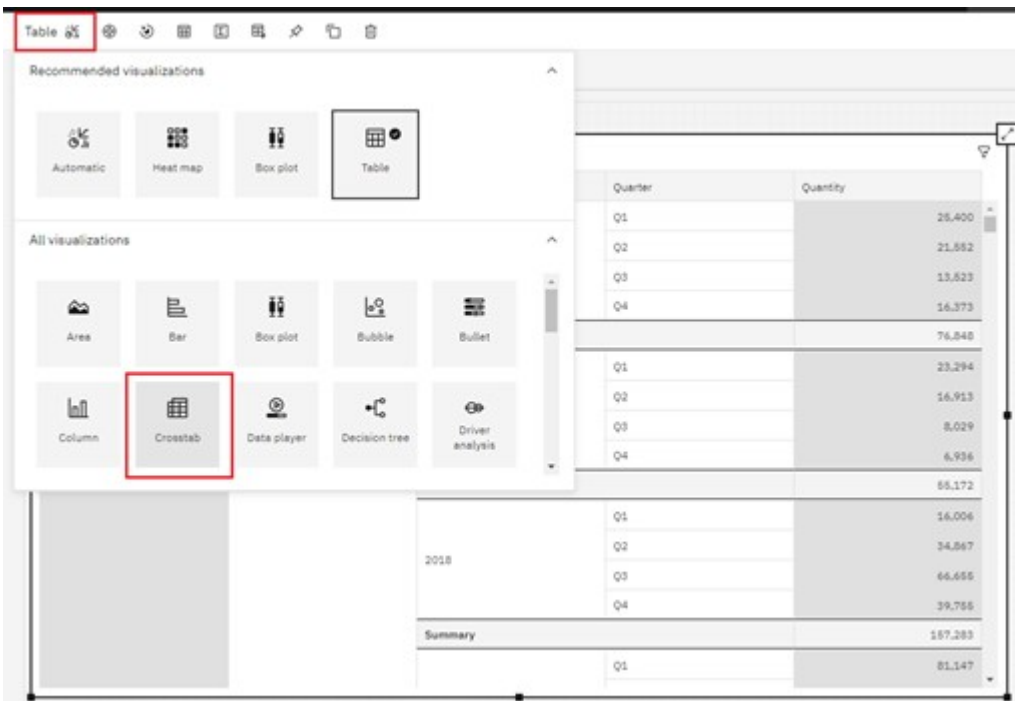 Table
Recommended visualizations
Automatic
Heat map
Box plot
Table
All visualizations
Area
Bar
Box plot
Bubble
Bullet
Column
Crosstab
Data player
Decision tree
Driver
analysis
Quarter Quantity
Q1 25,400
Q2 21,552
Q3 13,523
Q4 16,373
76,848
Q1 23,294
Q2 16,913
Q3 8,029
Q4 6,936
55,172
Q1 16,006
Q2 34,867
2018
Q3 66,655
Q4 39,755
Summary 157,283
Q1 81,147